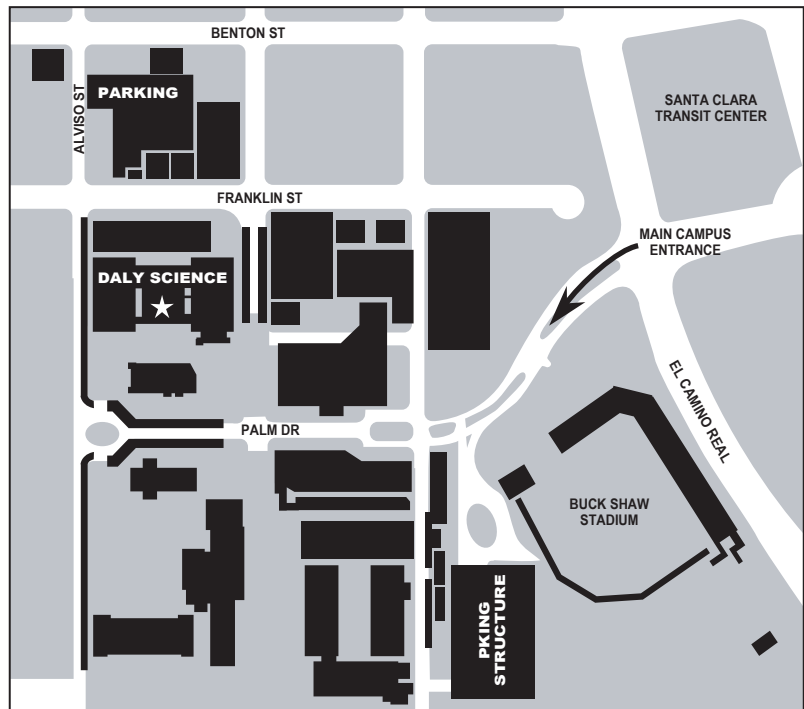 BENTON ST
PARKING
ALVISO ST
SANTA CLARA
TRANSIT CENTER
FRANKLIN ST
MAIN CAMPUS
ENTRANCE
DALY SCIENCE
EL CAMINO REAL
PALM DR
BUCK SHAW
STADIUM
PKING
STRUCTURE